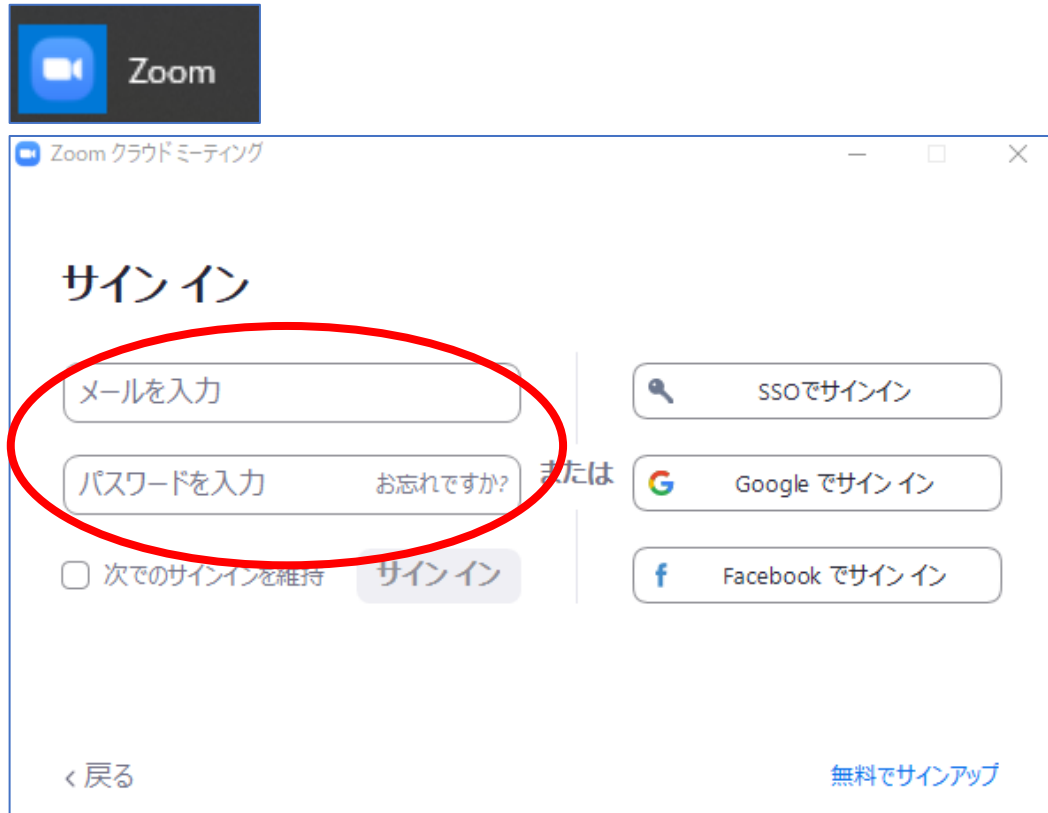 Zoom
Zoom クラウド ミーティング
サイン イン
メールを入力
パスワードを入力 お忘れですか?
次でのサインインを維持 サイン イン
または
SSOでサインイン
Google でサイン イン
Facebook でサイン イン
戻る
無料でサインアップ